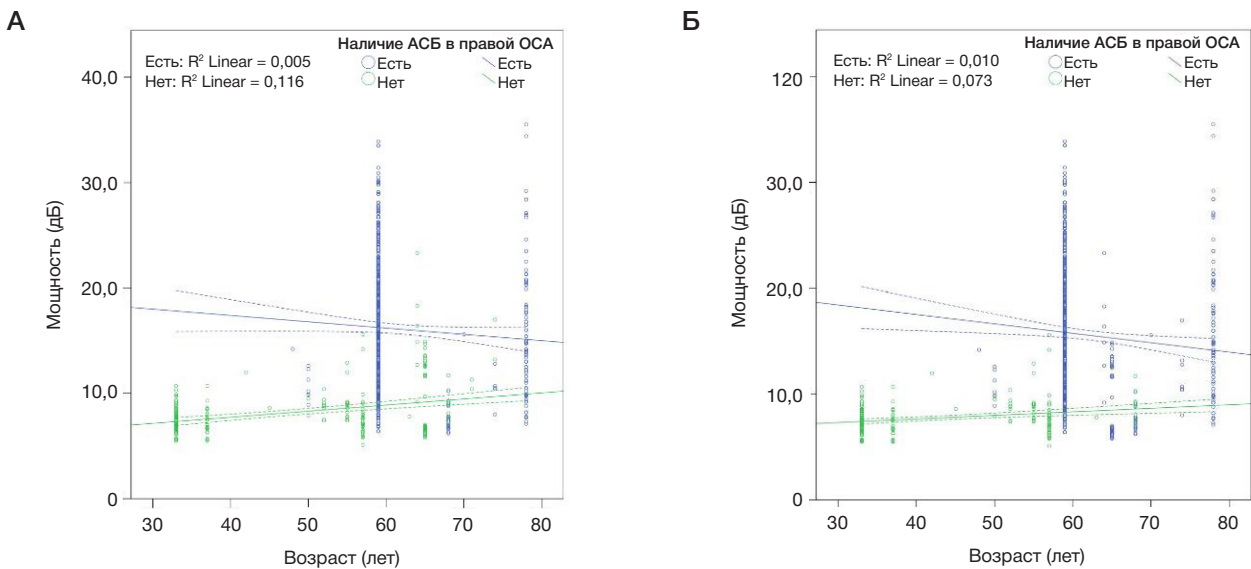 А
Наличие АСБ в правой ОСА
Есть: R² Linear = 0,005
Нет: R² Linear = 0,116
Есть
Есть
Нет
Нет
40,0
30,0
20,0
10,0
0
Мощность (дБ)
30 40 50 60 70 80
Возраст (лет)
Б
Наличие АСБ в правой ОСА
Есть: R² Linear = 0,010
Нет: R² Linear = 0,073
Есть
Есть
Нет
Нет
120
30,0
20,0
10,0
0
Мощность (дБ)
30 40 50 60 70 80
Возраст (лет)